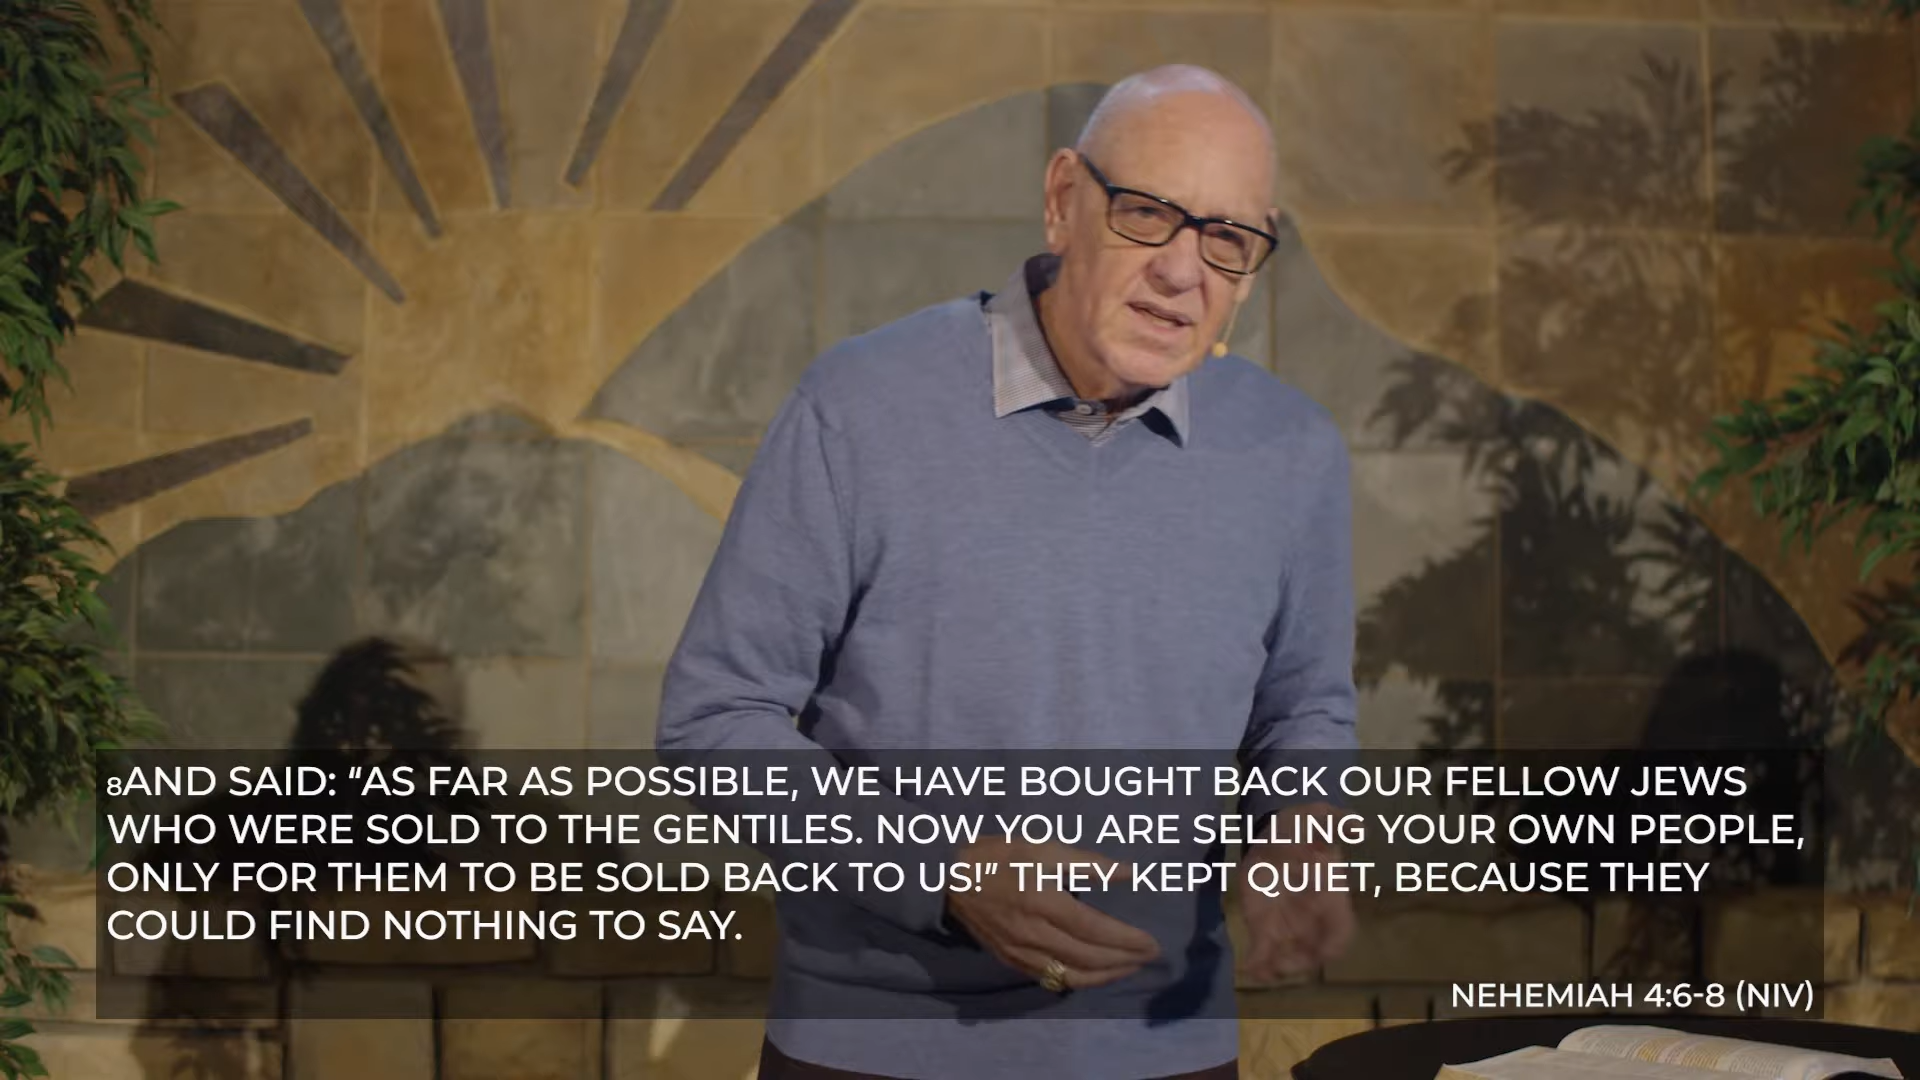 8AND SAID: “AS FAR AS POSSIBLE, WE HAVE BOUGHT BACK OUR FELLOW JEWS
WHO WERE SOLD TO THE GENTILES. NOW YOU ARE SELLING YOUR OWN PEOPLE,
ONLY FOR THEM TO BE SOLD BACK TO US!” THEY KEPT QUIET, BECAUSE THEY
COULD FIND NOTHING TO SAY.
NEHEMIAH 4:6-8 (NIV)